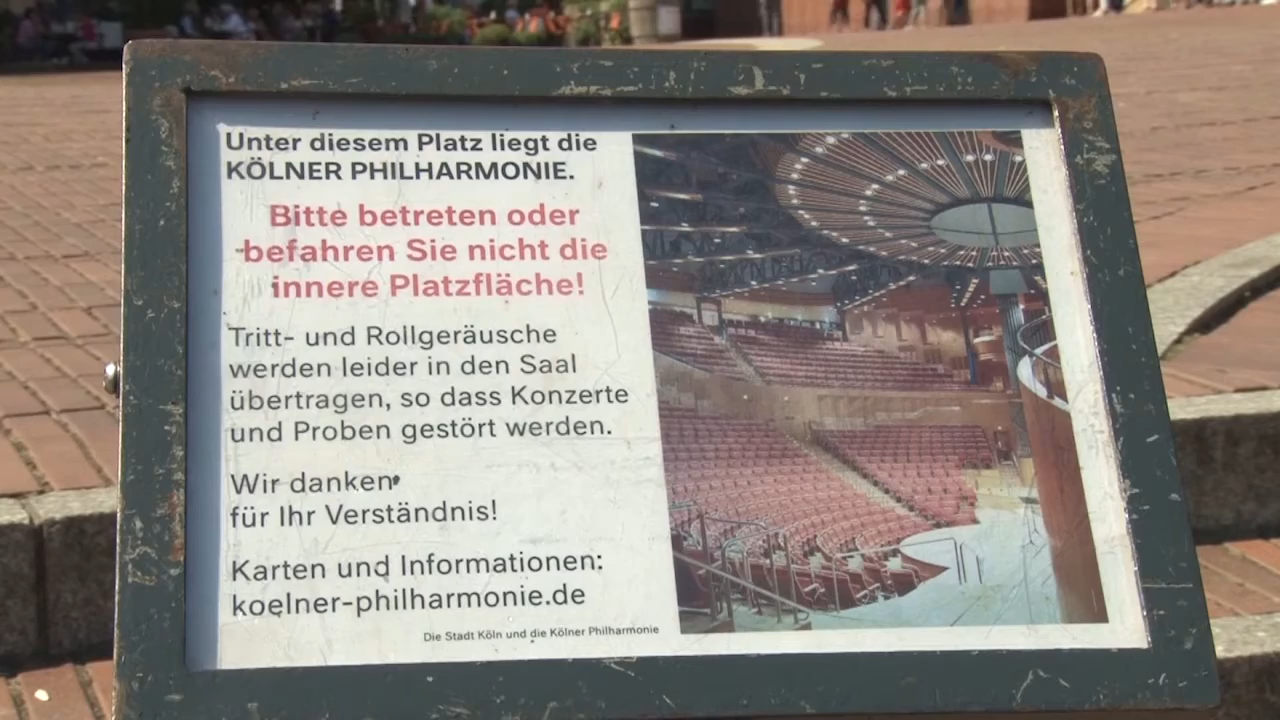 Unter diesem Platz liegt die
KÖLNER PHILHARMONIE.
Bitte betreten oder
befahren Sie nicht die
innere Platzfläche!
Tritt- und Rollgeräusche
werden leider in den Saal
übertragen, so dass Konzerte
und Proben gestört werden.
Wir danken
für Ihr Verständnis!
Karten und Informationen:
koelner-philharmonie.de
Die Stadt Köln und die Kölner Philharmonie